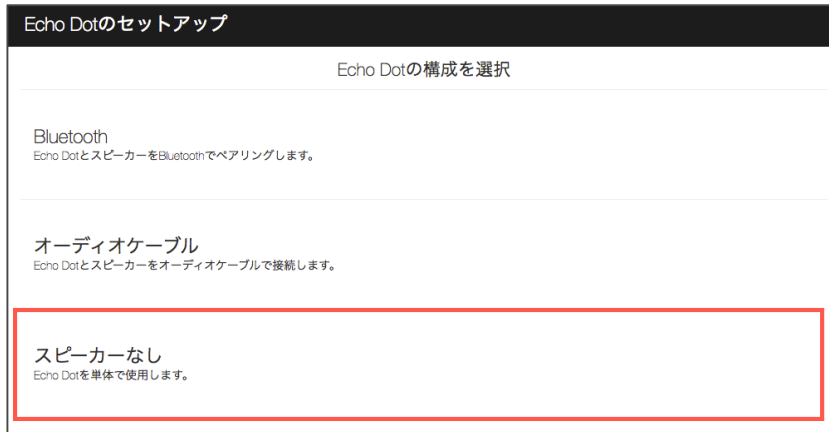 Echo Dotのセットアップ
Echo Dotの構成を選択
Bluetooth
Echo DotとスピーカーをBluetoothでペアリングします。
オーディオケーブル
Echo Dotとスピーカーをオーディオケーブルで接続します。
スピーカーなし
Echo Dotを単体で使用します。